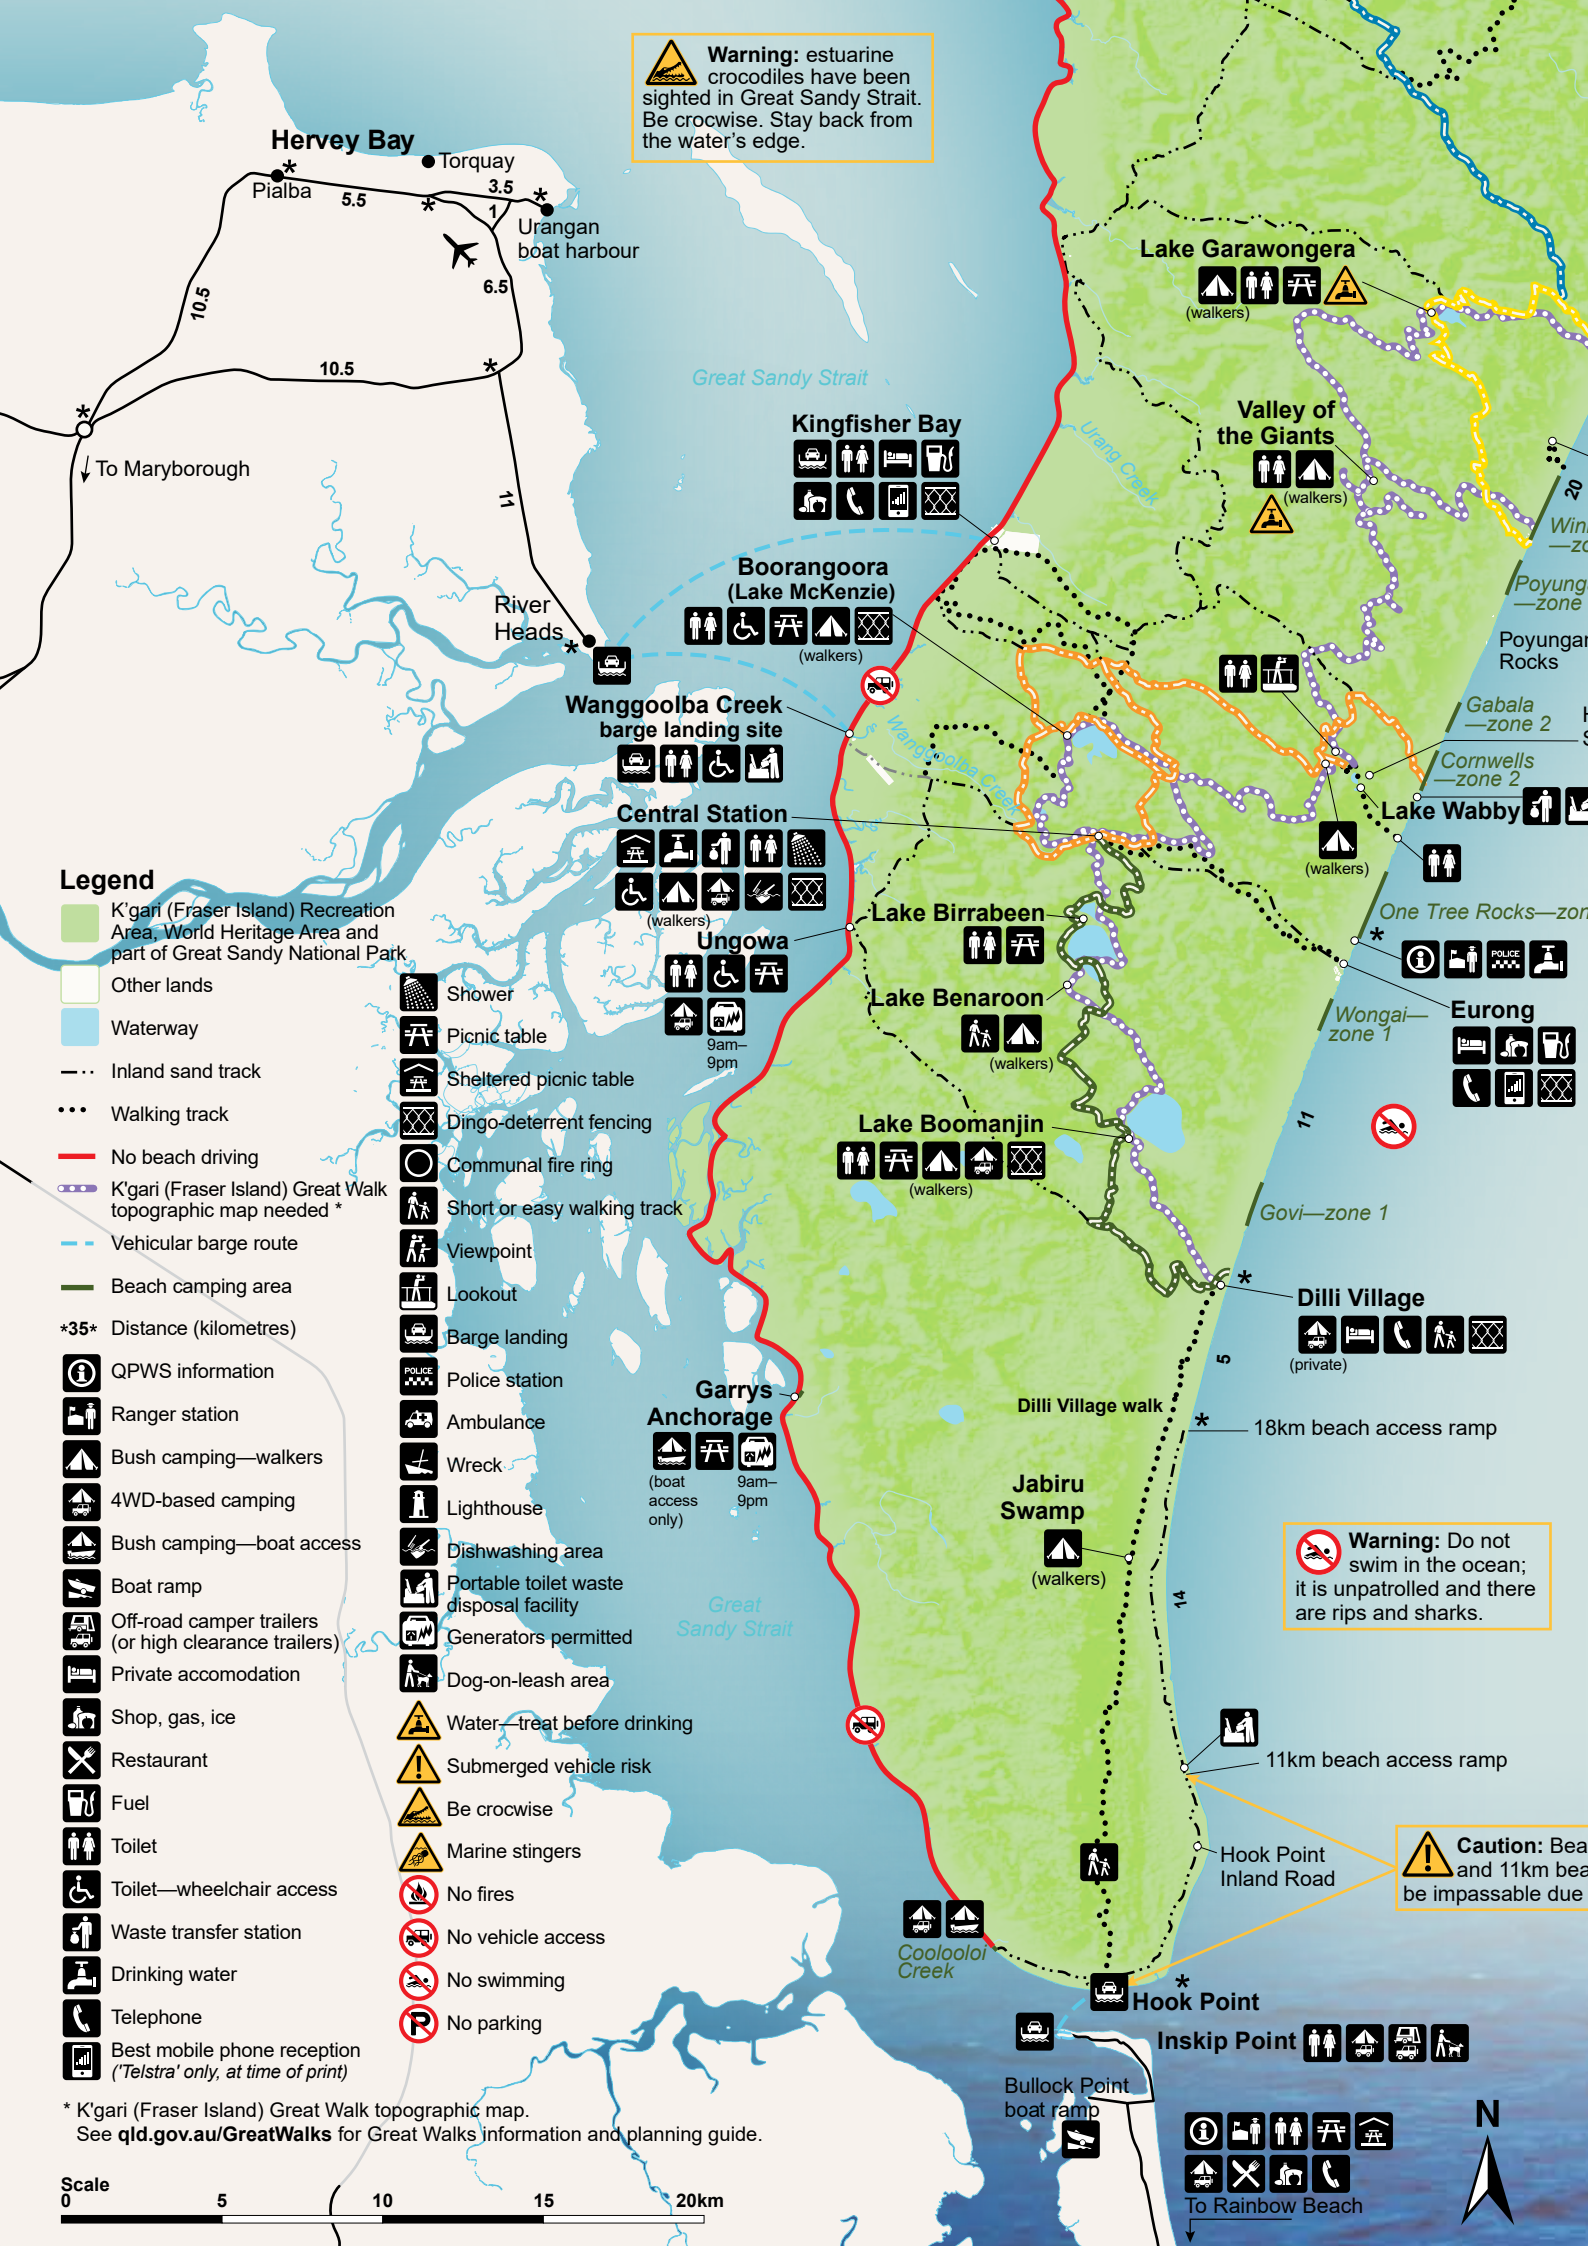 Warning: estuarine
crocodiles have been
sighted in Great Sandy Strait.
Be crocwise. Stay back from
the water's edge.
Hervey Bay
Torquay
*
Pialba
5.5
*
3.5
*
1
Urangan
boat harbour
6.5
10.5
10.5
*
*
To Maryborough
11
River
Heads
*
Great Sandy Strait
Lake Garawongera
(walkers)
Kingfisher Bay
Valley of
the Giants
(walkers)
Urang Creek
20
Poyung
—zone
Poyungan
Rocks
Boorangoora
(Lake McKenzie)
(walkers)
Gabala
—zone 2
Cornwells
—zone 2
Wanggoolba Creek
barge landing site
Wanggoolba Creek
Lake Wabby
(walkers)
Central Station
(walkers)
One Tree Rocks—zon
*
POLICE
Ungowa
9am–
9pm
Lake Birrabeen
Lake Benaroon
(walkers)
Wongai—
zone 1
Eurong
11
Lake Boomanjin
(walkers)
Govi—zone 1
*
Dilli Village
(private)
5
Garrys
Anchorage
(boat
access
only)
9am–
9pm
Dilli Village walk
*
18km beach access ramp
Jabiru
Swamp
(walkers)
14
Warning: Do not
swim in the ocean;
it is unpatrolled and there
are rips and sharks.
Great
Sandy Strait
11km beach access ramp
Hook Point
Inland Road
Caution: Bea
and 11km bea
be impassable due
Coolooloi
Creek
*
Hook Point
Inskip Point
Bullock Point
boat ramp
To Rainbow Beach
N
Legend
K'gari (Fraser Island) Recreation
Area, World Heritage Area and
part of Great Sandy National Park
Other lands
Waterway
Inland sand track
Walking track
No beach driving
K'gari (Fraser Island) Great Walk
topographic map needed *
Vehicular barge route
Beach camping area
*35* Distance (kilometres)
QPWS information
Ranger station
Bush camping—walkers
4WD-based camping
Bush camping—boat access
Boat ramp
Off-road camper trailers
(or high clearance trailers)
Private accomodation
Shop, gas, ice
Restaurant
Fuel
Toilet
Toilet—wheelchair access
Waste transfer station
Drinking water
Telephone
Best mobile phone reception
('Telstra' only, at time of print)
Shower
Picnic table
Sheltered picnic table
Dingo-deterrent fencing
Communal fire ring
Short or easy walking track
Viewpoint
Lookout
Barge landing
POLICE
Police station
Ambulance
Wreck
Lighthouse
Dishwashing area
Portable toilet waste
disposal facility
Generators permitted
Dog-on-leash area
Water—treat before drinking
Submerged vehicle risk
Be crocwise
Marine stingers
No fires
No vehicle access
No swimming
P
No parking
* K'gari (Fraser Island) Great Walk topographic map.
See qld.gov.au/GreatWalks for Great Walks information and planning guide.
Scale
0 5 10 15 20km